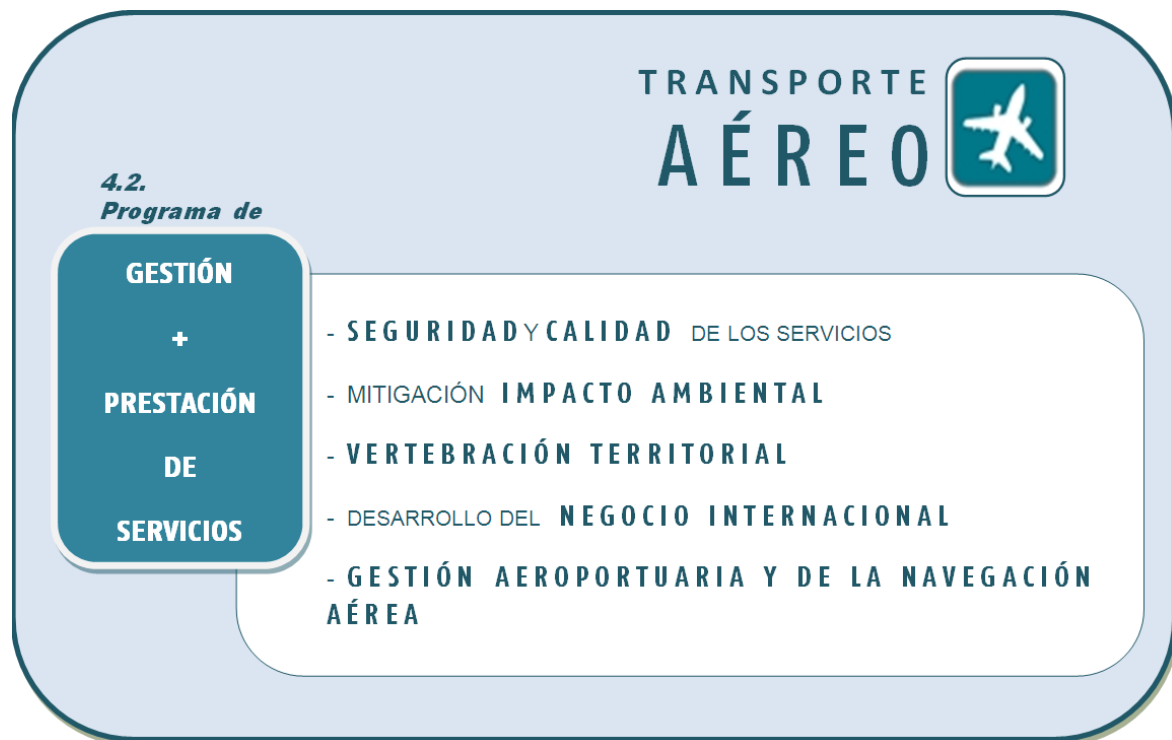 TRANSPORTE
AÉREO
4.2.
Programa de
GESTIÓN
+
PRESTACIÓN
DE
SERVICIOS
- SEGURIDAD Y CALIDAD DE LOS SERVICIOS
- MITIGACIÓN IMPACTO AMBIENTAL
- VERTEBRACIÓN TERRITORIAL
- DESARROLLO DEL NEGOCIO INTERNACIONAL
- GESTIÓN AEROPORTUARIA Y DE LA NAVEGACIÓN
AÉREA